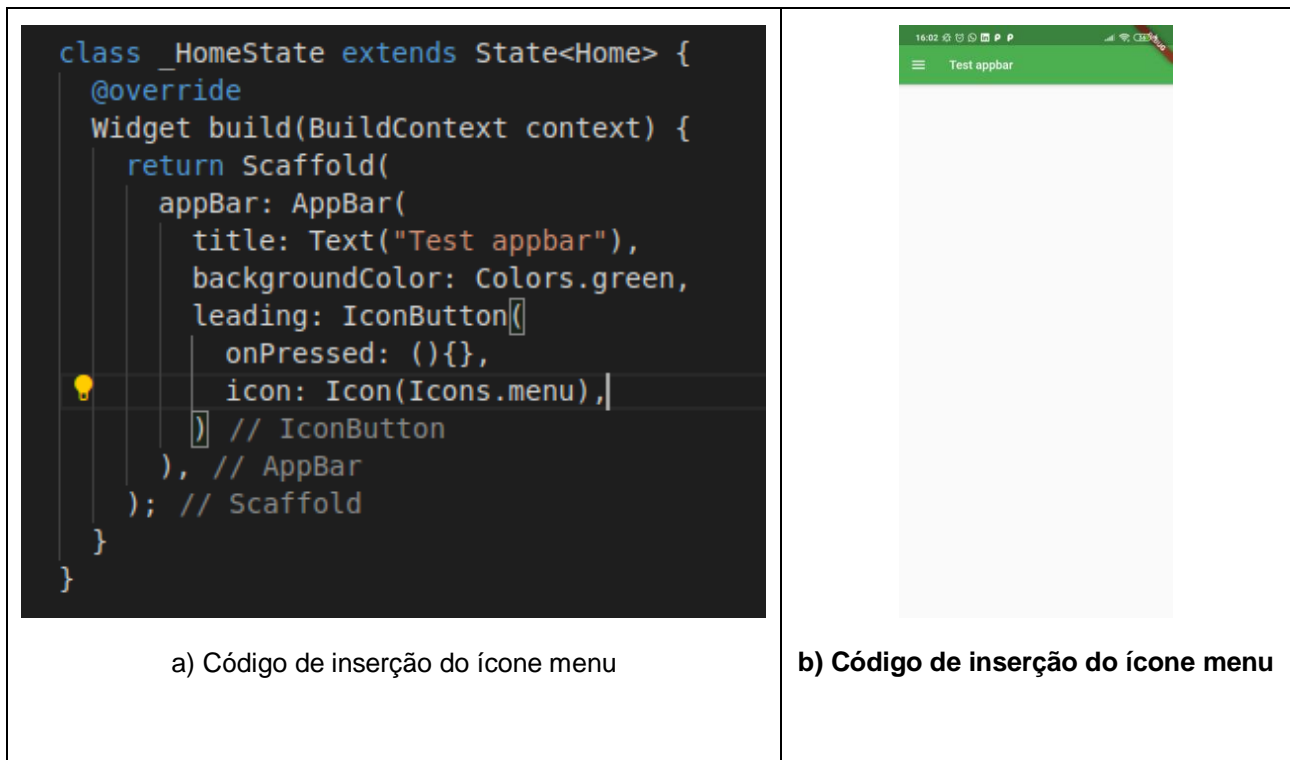 class _HomeState extends State<Home> {
@override
Widget build(BuildContext context) {
return Scaffold(
appBar: AppBar(
title: Text("Test appbar"),
backgroundColor: Colors.green,
leading: IconButton(
onPressed: (){},
icon: Icon(Icons.menu),
) // IconButton
), // AppBar
); // Scaffold
}
}
a) Código de inserção do ícone menu
16:02
Test appbar
b) Código de inserção do ícone menu